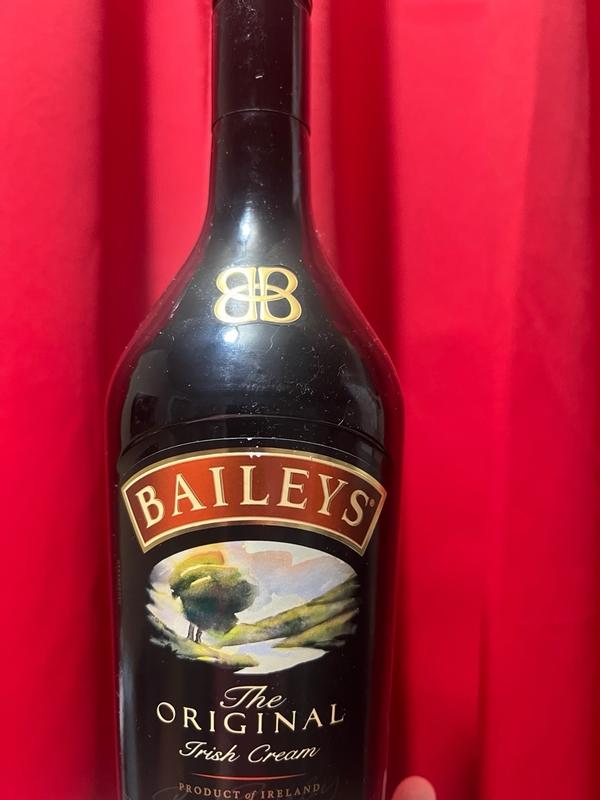 BB
BAILEYS®
The
ORIGINAL
Irish Cream
PRODUCT of IRELAND